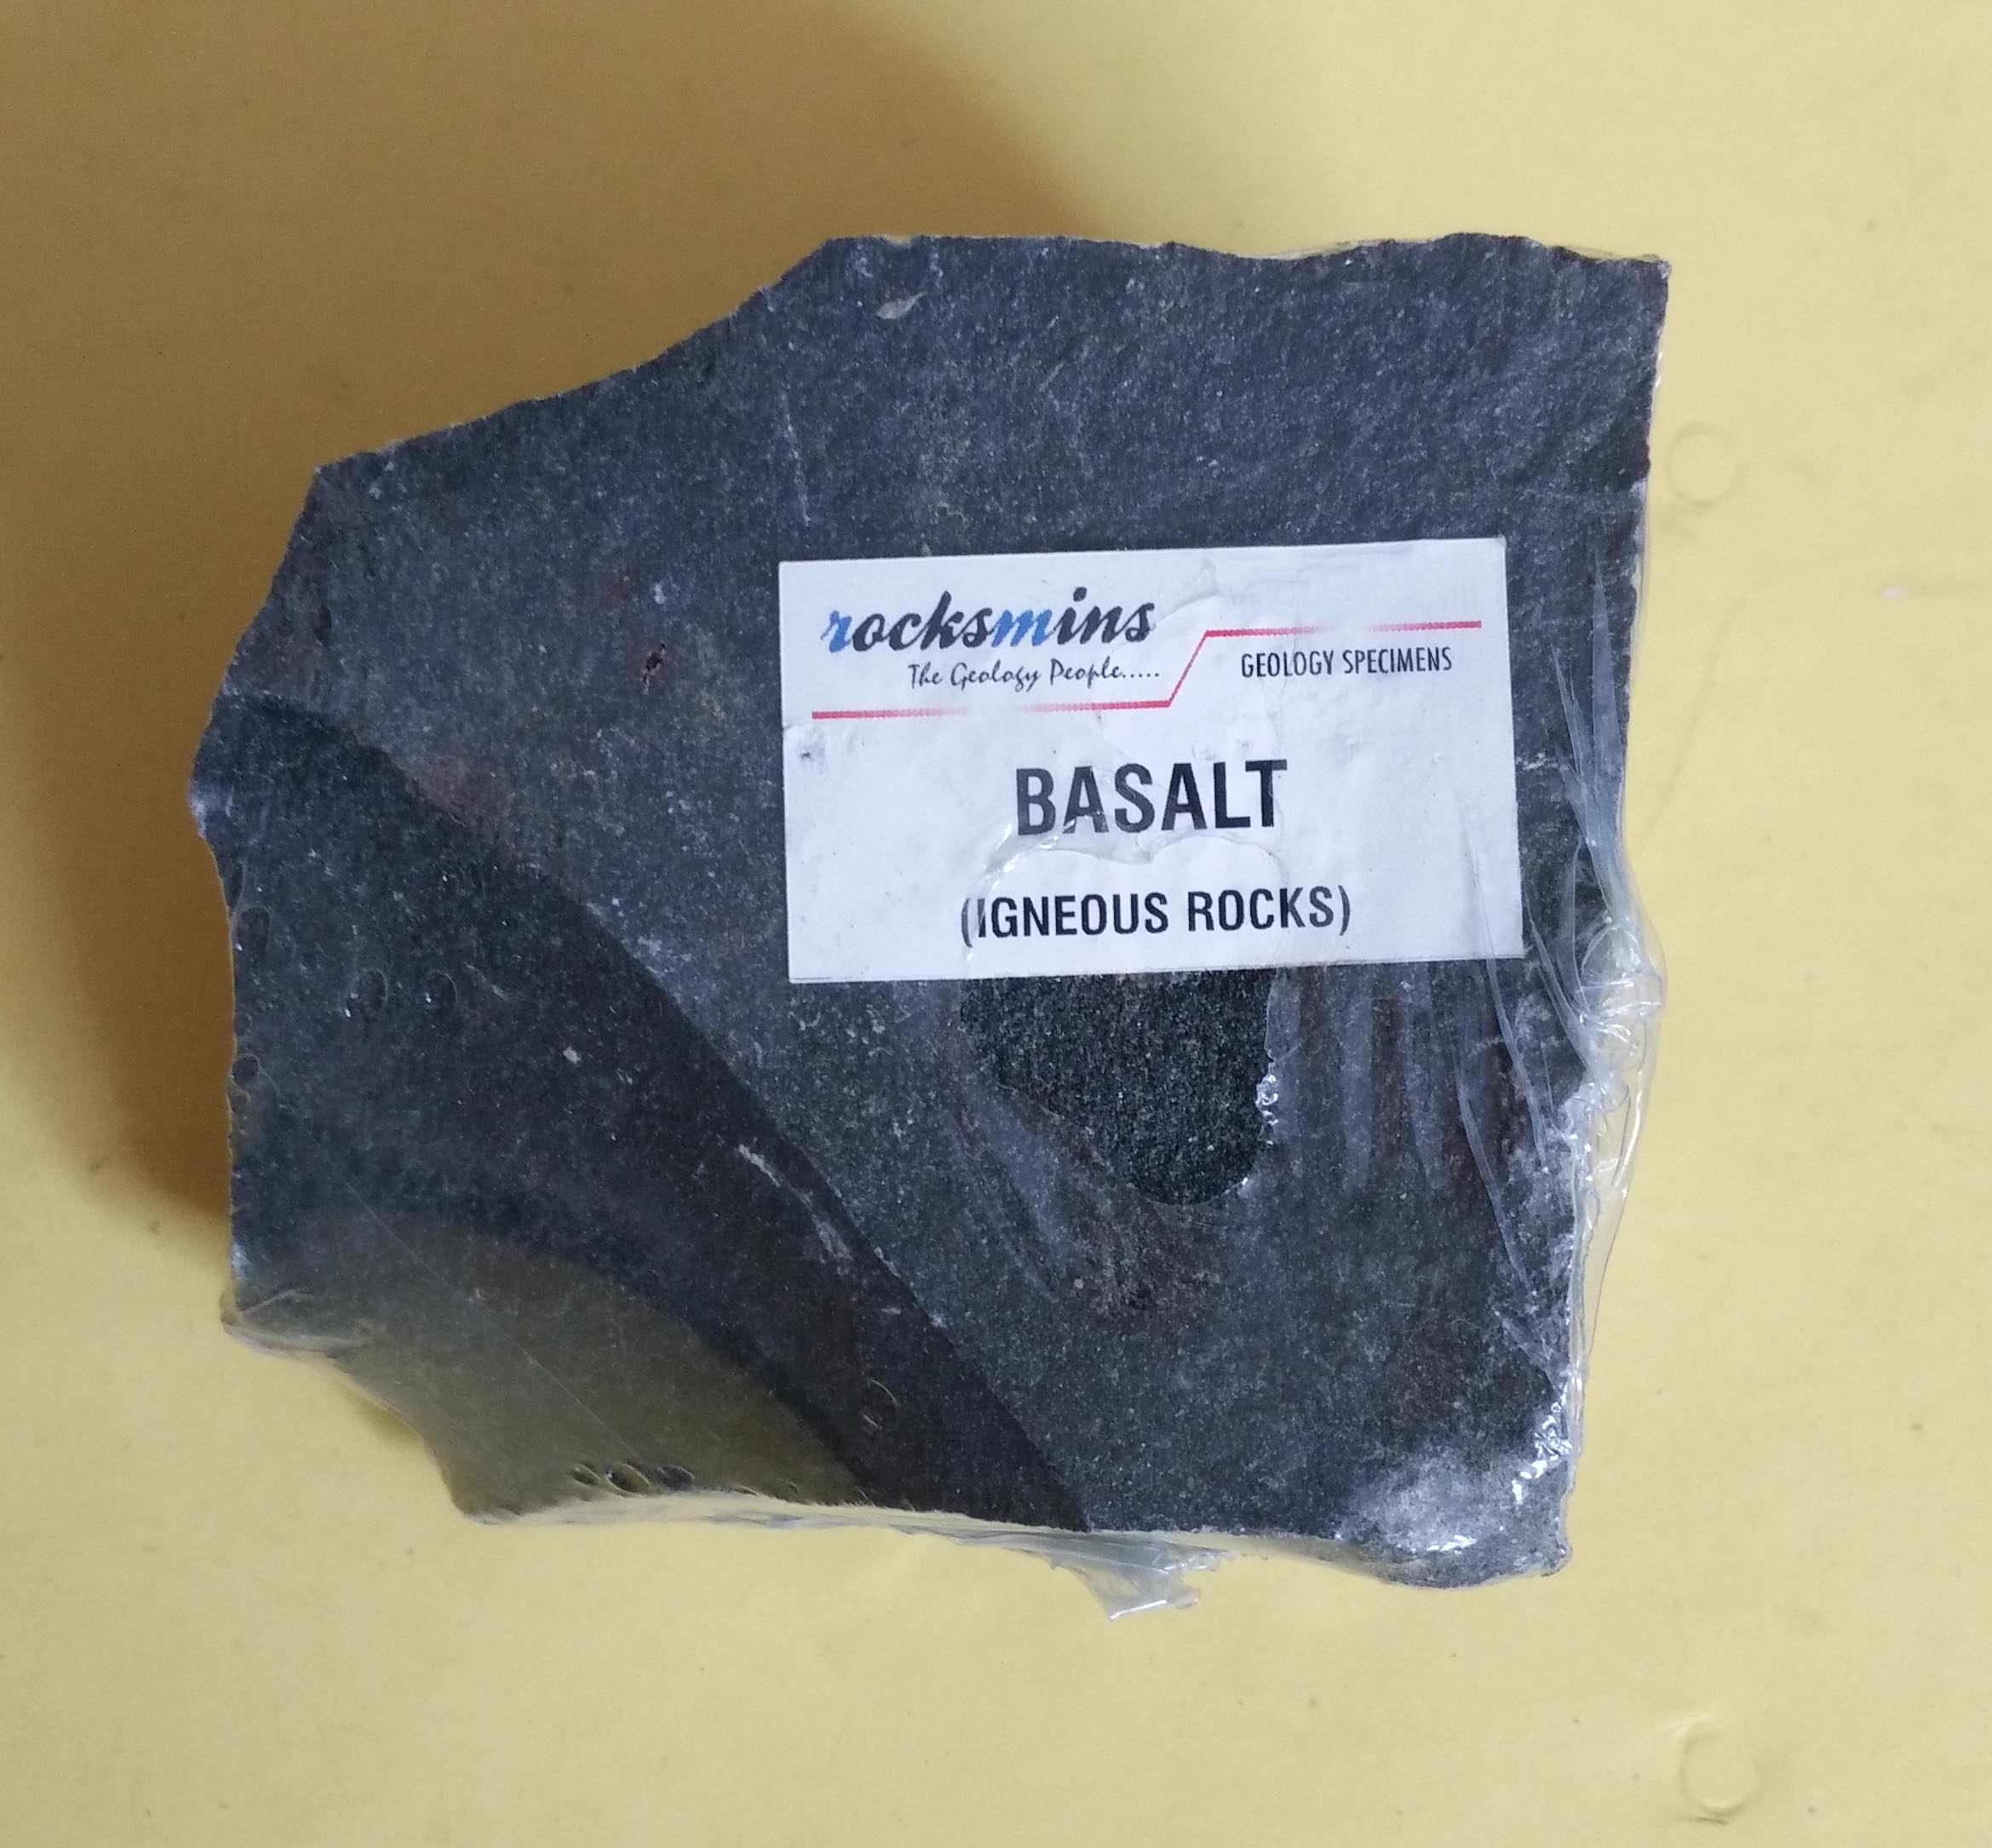 rocksmins
The Geology People.....
GEOLOGY SPECIMENS
BASALT
(IGNEOUS ROCKS)